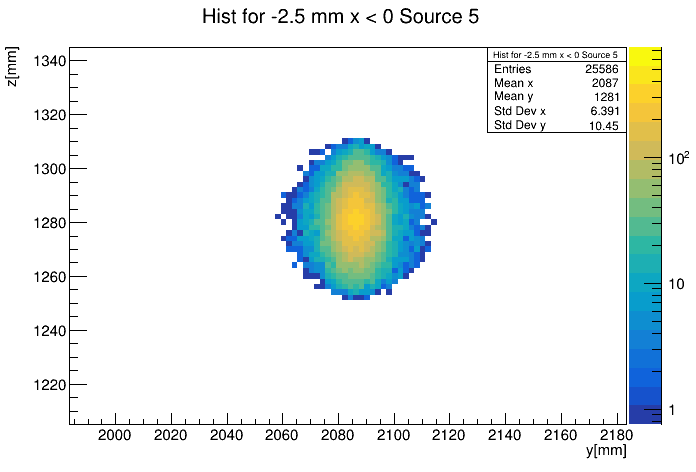 Hist for -2.5 mm x < 0 Source 5
z[mm]
1340
1320
1300
1280
1260
1240
1220
2000
2020
2040
2060
2080
2100
2120
2140
2160
2180
y[mm]
Hist for -2.5 mm x < 0 Source 5
Entries 25586
Mean x 2087
Mean y 1281
Std Dev x 6.391
Std Dev y 10.45
10²
10
1